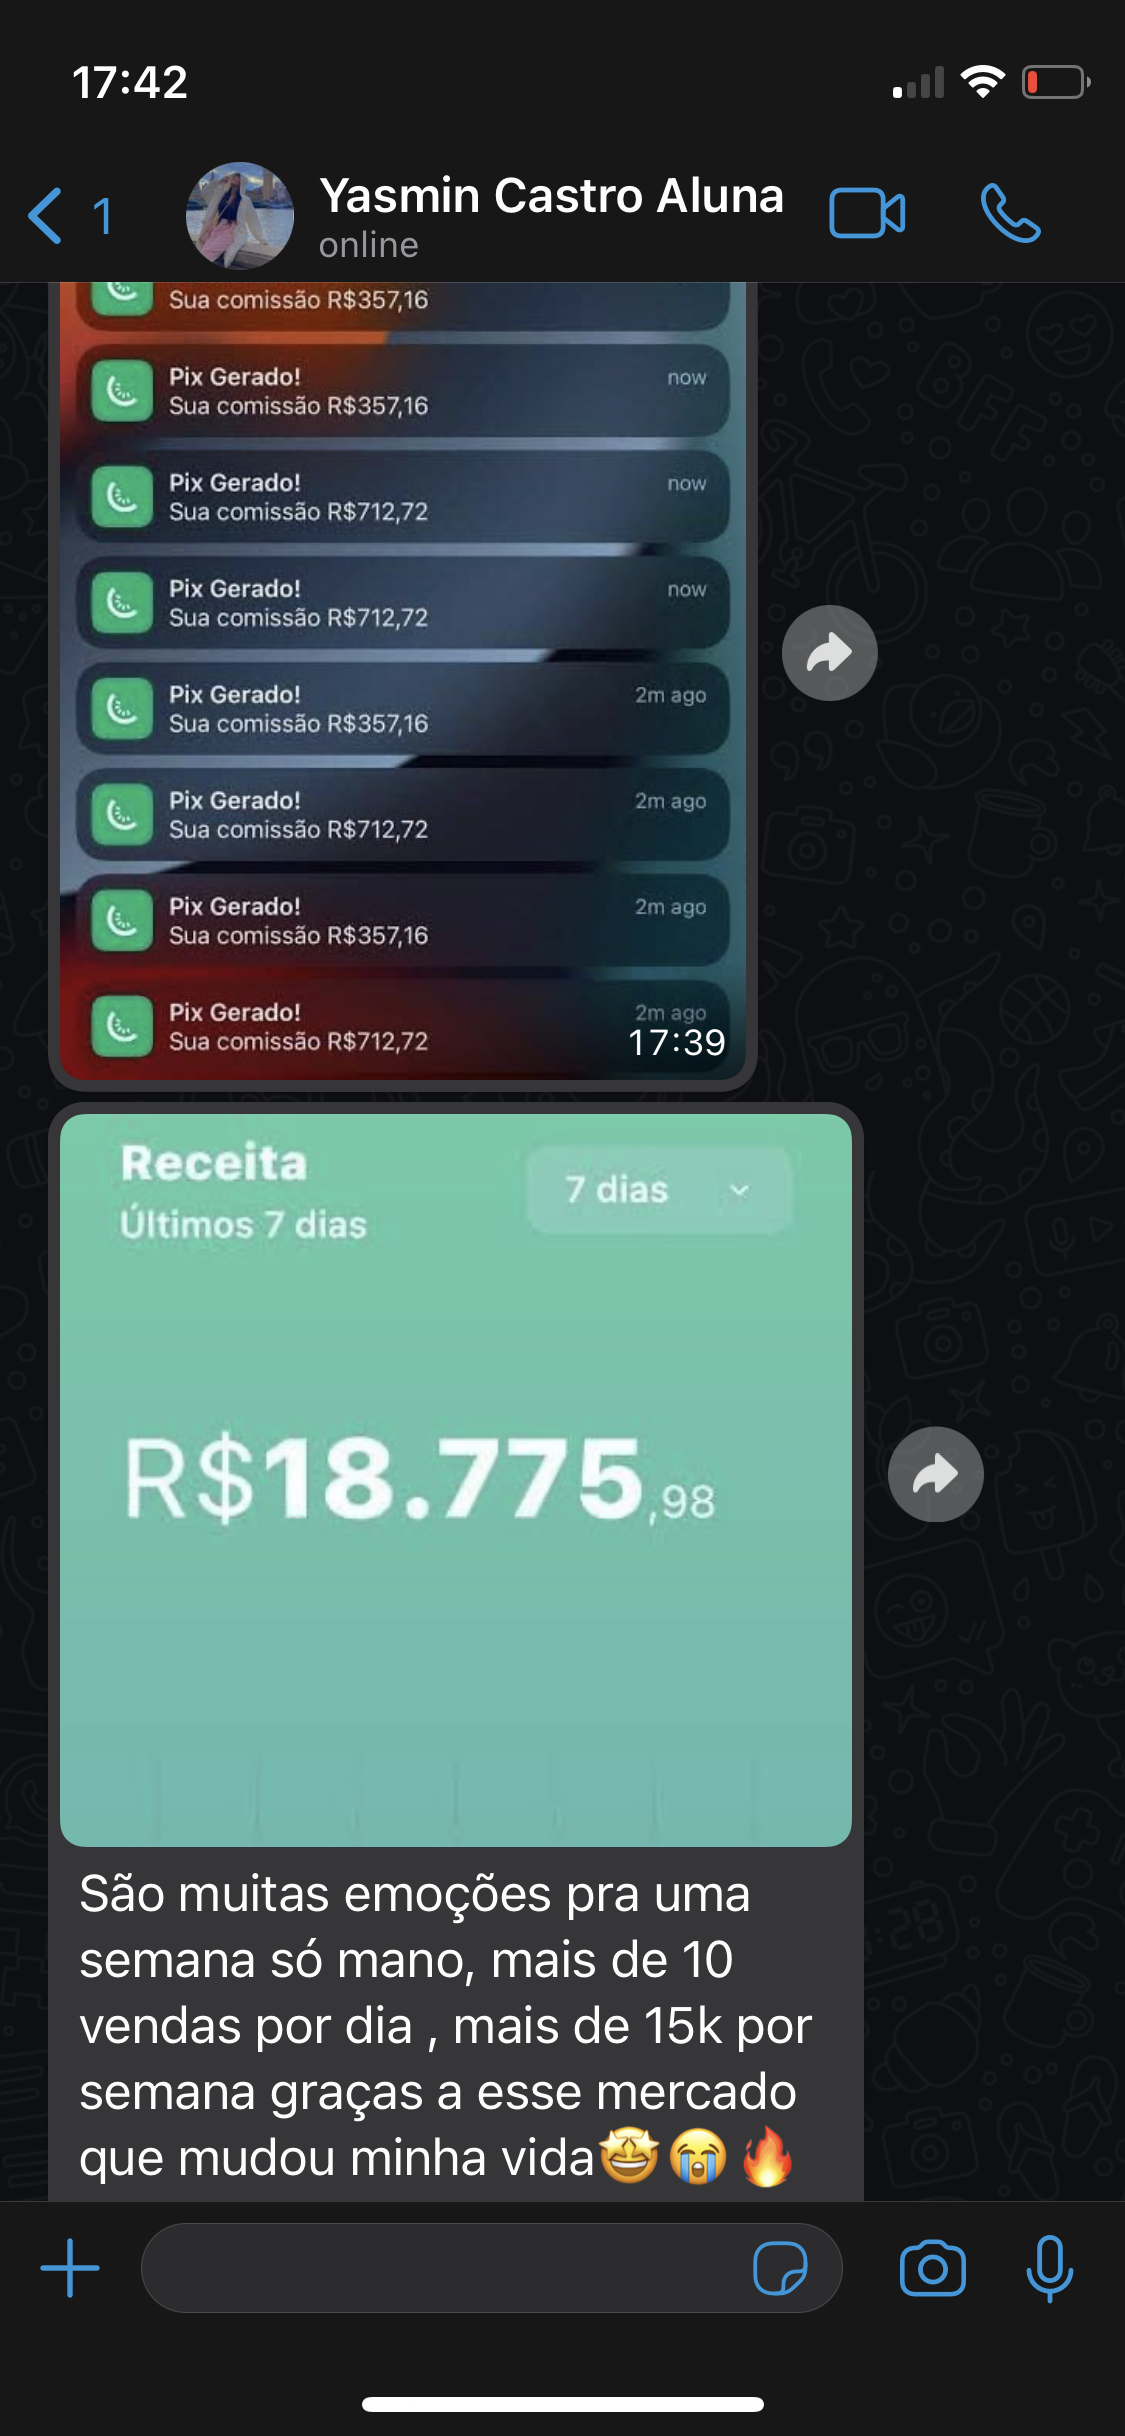 17:42
1
Yasmin Castro Aluna
online
Sua comissão R$357,16
Pix Gerado! now
Sua comissão R$357,16
Pix Gerado! now
Sua comissão R$712,72
Pix Gerado! now
Sua comissão R$712,72
Pix Gerado! 2m ago
Sua comissão R$357,16
Pix Gerado! 2m ago
Sua comissão R$712,72
Pix Gerado! 2m ago
Sua comissão R$357,16
Pix Gerado! 2m ago
Sua comissão R$712,72
17:39
Receita
7 dias
Últimos 7 dias
R$18.775,98
São muitas emoções pra uma
semana só mano, mais de 10
vendas por dia , mais de 15k por
semana graças a esse mercado
que mudou minha vida🤩😭🔥